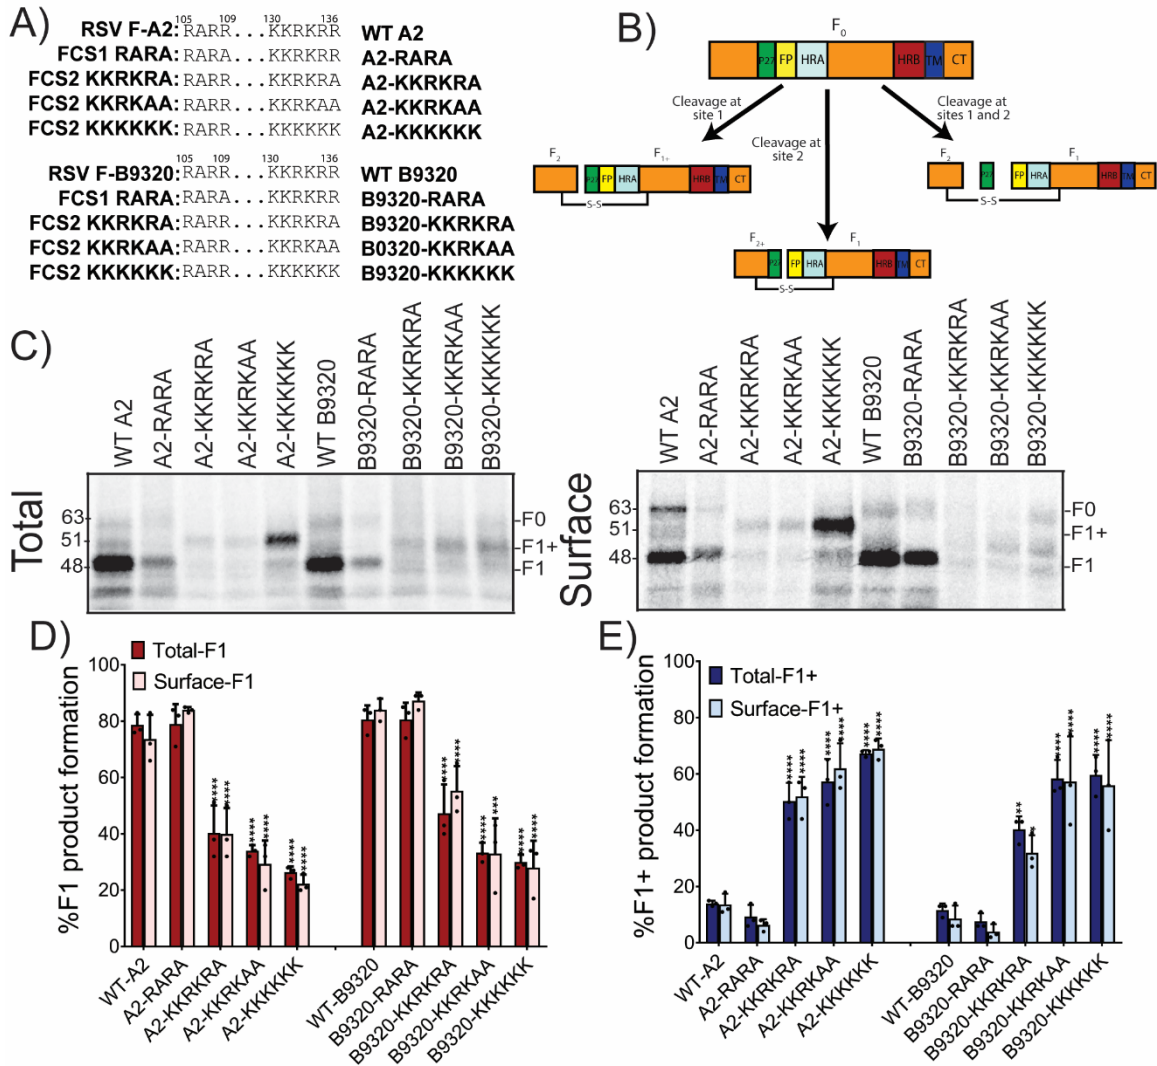 A)
105 109 130 136
RSV F-A2: RARR ... KKRKRR WT A2
FCS1 RARA: RARA ... KKRKRR A2-RARA
FCS2 KKRKRA: RARR ... KKRKRA A2-KKRKRA
FCS2 KKRKAA: RARR ... KKRKAA A2-KKRKAA
FCS2 KKKKKK: RARR ... KKKKKK A2-KKKKKK
105 109 130 136
RSV F-B9320: RARR ... KKRKRR WT B9320
FCS1 RARA: RARA ... KKRKRR B9320-RARA
FCS2 KKRKRA: RARR ... KKRKRA B9320-KKRKRA
FCS2 KKRKAA: RARR ... KKRKAA B0320-KKRKAA
FCS2 KKKKKK: RARR ... KKKKKK B9320-KKKKKK
B)
F0
P27 FP HRA HRB TM CT
Cleavage at
site 1
Cleavage at
site 2
Cleavage at
sites 1 and 2
F2 F1+
P27 FP HRA HRB TM CT
S-S
F2 F1
P27 FP HRA HRB TM CT
S-S
F2+ F1
P27 FP HRA HRB TM CT
S-S
C)
WT A2
A2-RARA
A2-KKRKRA
A2-KKRKAA
A2-KKKKKK
WT B9320
B9320-RARA
B9320-KKRKRA
B9320-KKRKAA
B9320-KKKKKK
Total
63
51
48
-F0
-F1+
-F1
WT A2
A2-RARA
A2-KKRKRA
A2-KKRKAA
A2-KKKKKK
WT B9320
B9320-RARA
B9320-KKRKRA
B9320-KKRKAA
B9320-KKKKKK
Surface
63
51
48
-F0
-F1+
-F1
D)
Total-F1
Surface-F1
%F1 product formation
100
80
60
40
20
0
**** **** **** **** **** **** **** **** **** *** **** ****
WT-A2
A2-RARA
A2-KKRKRA
A2-KKRKAA
A2-KKKKKK
WT-B9320
B9320-RARA
B9320-KKRKRA
B9320-KKRKAA
B9320-KKKKKK
E)
Total-F1+
Surface-F1+
%F1+ product formation
100
80
60
40
20
0
**** **** **** **** **** **** *** * **** **** **** ****
WT-A2
A2-RARA
A2-KKRKRA
A2-KKRKAA
A2-KKKKKK
WT-B9320
B9320-RARA
B9320-KKRKRA
B9320-KKRKAA
B9320-KKKKKK